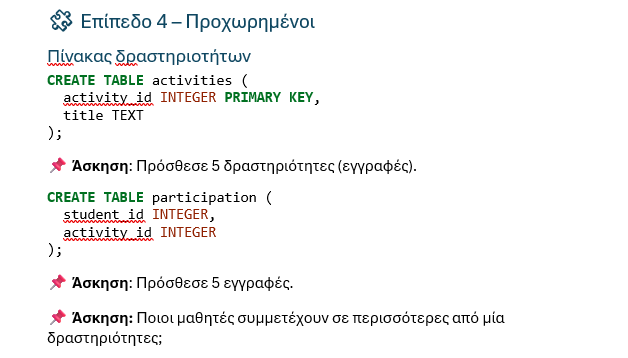 Επίπεδο 4 – Προχωρημένοι
Πίνακας δραστηριοτήτων
CREATE TABLE activities (
activity_id INTEGER PRIMARY KEY,
title TEXT
);
Άσκηση: Πρόσθεσε 5 δραστηριότητες (εγγραφές).
CREATE TABLE participation (
student_id INTEGER,
activity_id INTEGER
);
Άσκηση: Πρόσθεσε 5 εγγραφές.
Άσκηση: Ποιοι μαθητές συμμετέχουν σε περισσότερες από μία
δραστηριότητες;